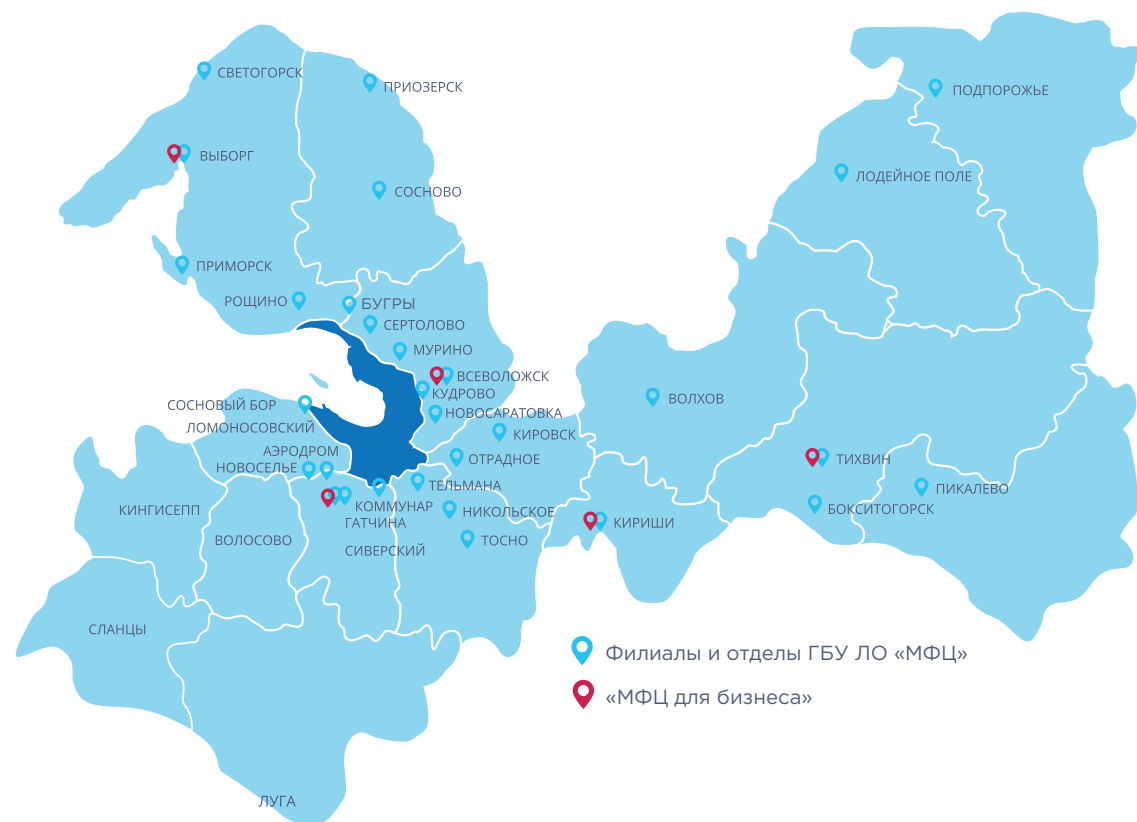 СВЕТОГОРСК
ПРИОЗЕРСК
ПОДПОРОЖЬЕ
ВЫБОРГ
ЛОДЕЙНОЕ ПОЛЕ
СОСНОВО
ПРИМОРСК
РОЩИНО
БУГРЫ
СЕРТОЛОВО
МУРИНО
ВСЕВОЛОЖСК
КУДРОВО
ВОЛХОВ
СОСНОВЫЙ БОР
НОВОСАРАТОВКА
ЛОМОНОСОВСКИЙ
КИРОВСК
АЭРОДРОМ
ОТРАДНОЕ
ТИХВИН
НОВОСЕЛЬЕ
ТЕЛЬМАНА
ПИКАЛЕВО
КИНГИСЕПП
КОММУНАР
НИКОЛЬСКОЕ
БОКСИТОГОРСК
ГАТЧИНА
КИРИШИ
ВОЛОСОВО
ТОСНО
СИВЕРСКИЙ
СЛАНЦЫ
Филиалы и отделы ГБУ ЛО «МФЦ»
«МФЦ для бизнеса»
ЛУГА